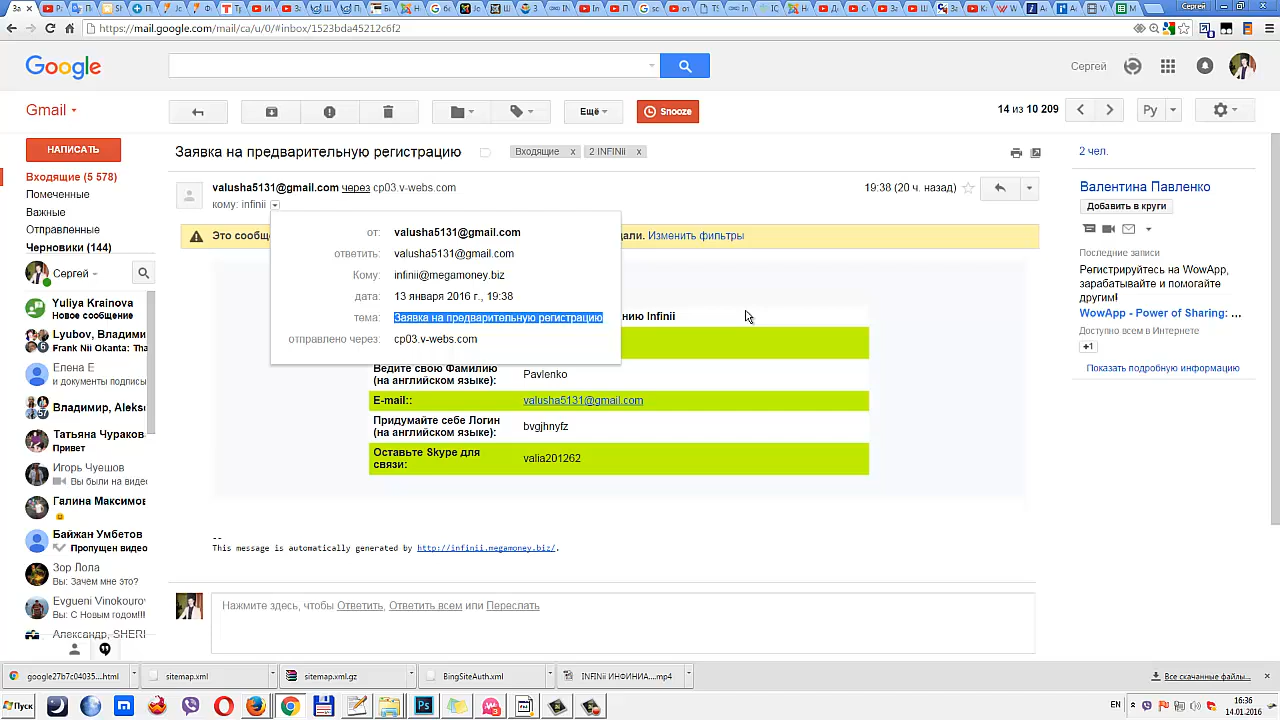 Сергей
https://mail.google.com/mail/ca/u/0/#inbox/1523bda45212c6f2
Google
Сергей
Gmail
Ещё
Snooze
14 из 10 209
Ру
НАПИСАТЬ
Входящие (5 578)
Помеченные
Важные
Отправленные
Черновики (144)
Сергей
Yuliya Krainova
Новое сообщение
Lyubov, Владими
Frank Nii Okanta: Tha
Елена Е
и документы подпись
Владимир, Aleks
Татьяна Чураков
Привет
Игорь Чуешов
Вы были на видео
Галина Максимов
Байжан Умбетов
Пропущен видео
Зор Лола
Вы: Зачем мне это?
Evgueni Vinokourov
Вы: С Новым годом!!!!
Александр, SHERI
Заявка на предварительную регистрацию
Входящие x
2 INFINii x
valusha5131@gmail.com через cp03.v-webs.com
19:38 (20 ч. назад)
кому: infinii
Это сообщ
али. Изменить фильтры
от: valusha5131@gmail.com
ответить: valusha5131@gmail.com
Кому: infinii@megamoney.biz
дата: 13 января 2016 г., 19:38
тема: Заявка на предварительную регистрацию
отправлено через: cp03.v-webs.com
нию Infinii
Ведите свою Фамилию
(на английском языке): Pavlenko
E-mail:: valusha5131@gmail.com
Придумайте себе Логин
(на английском языке): bvgjhnyfz
Оставьте Skype для
связи: valia201262
--
This message is automatically generated by http://infinii.megamoney.biz/.
Нажмите здесь, чтобы Ответить, Ответить всем или Переслать
2 чел.
Валентина Павленко
Добавить в круги
Последние записи
Регистрируйтесь на WowApp,
зарабатывайте и помогайте
другим!
WowApp - Power of Sharing: ...
Доступно всем в Интернете
+1
Показать подробную информацию
google27b7c04035....html
sitemap.xml
sitemap.xml.gz
BingSiteAuth.xml
INFINii ИНФИНИА....mp4
Все скачанные файлы...
Пуск
EN
16:36
14.01.2016